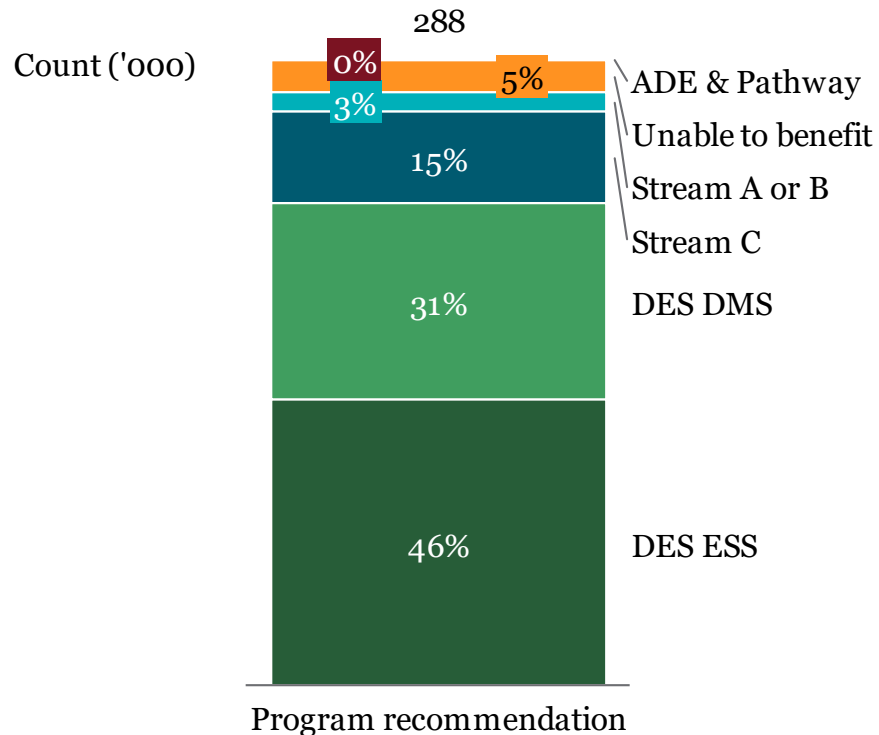 288
Count ('000)
0%
5%
ADE & Pathway
3%
Unable to benefit
15%
Stream A or B
Stream C
31%
DES DMS
46%
DES ESS
Program recommendation